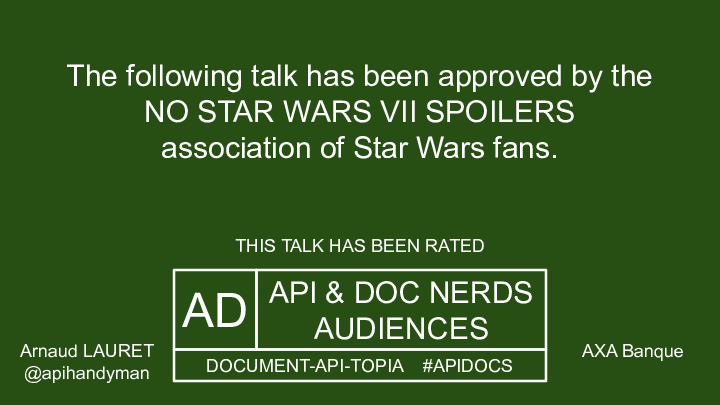 The following talk has been approved by the
NO STAR WARS VII SPOILERS
association of Star Wars fans.
THIS TALK HAS BEEN RATED
AD
API & DOC NERDS
AUDIENCES
DOCUMENT-API-TOPIA #APIDOCS
Arnaud LAURET
@apihandyman
AXA Banque